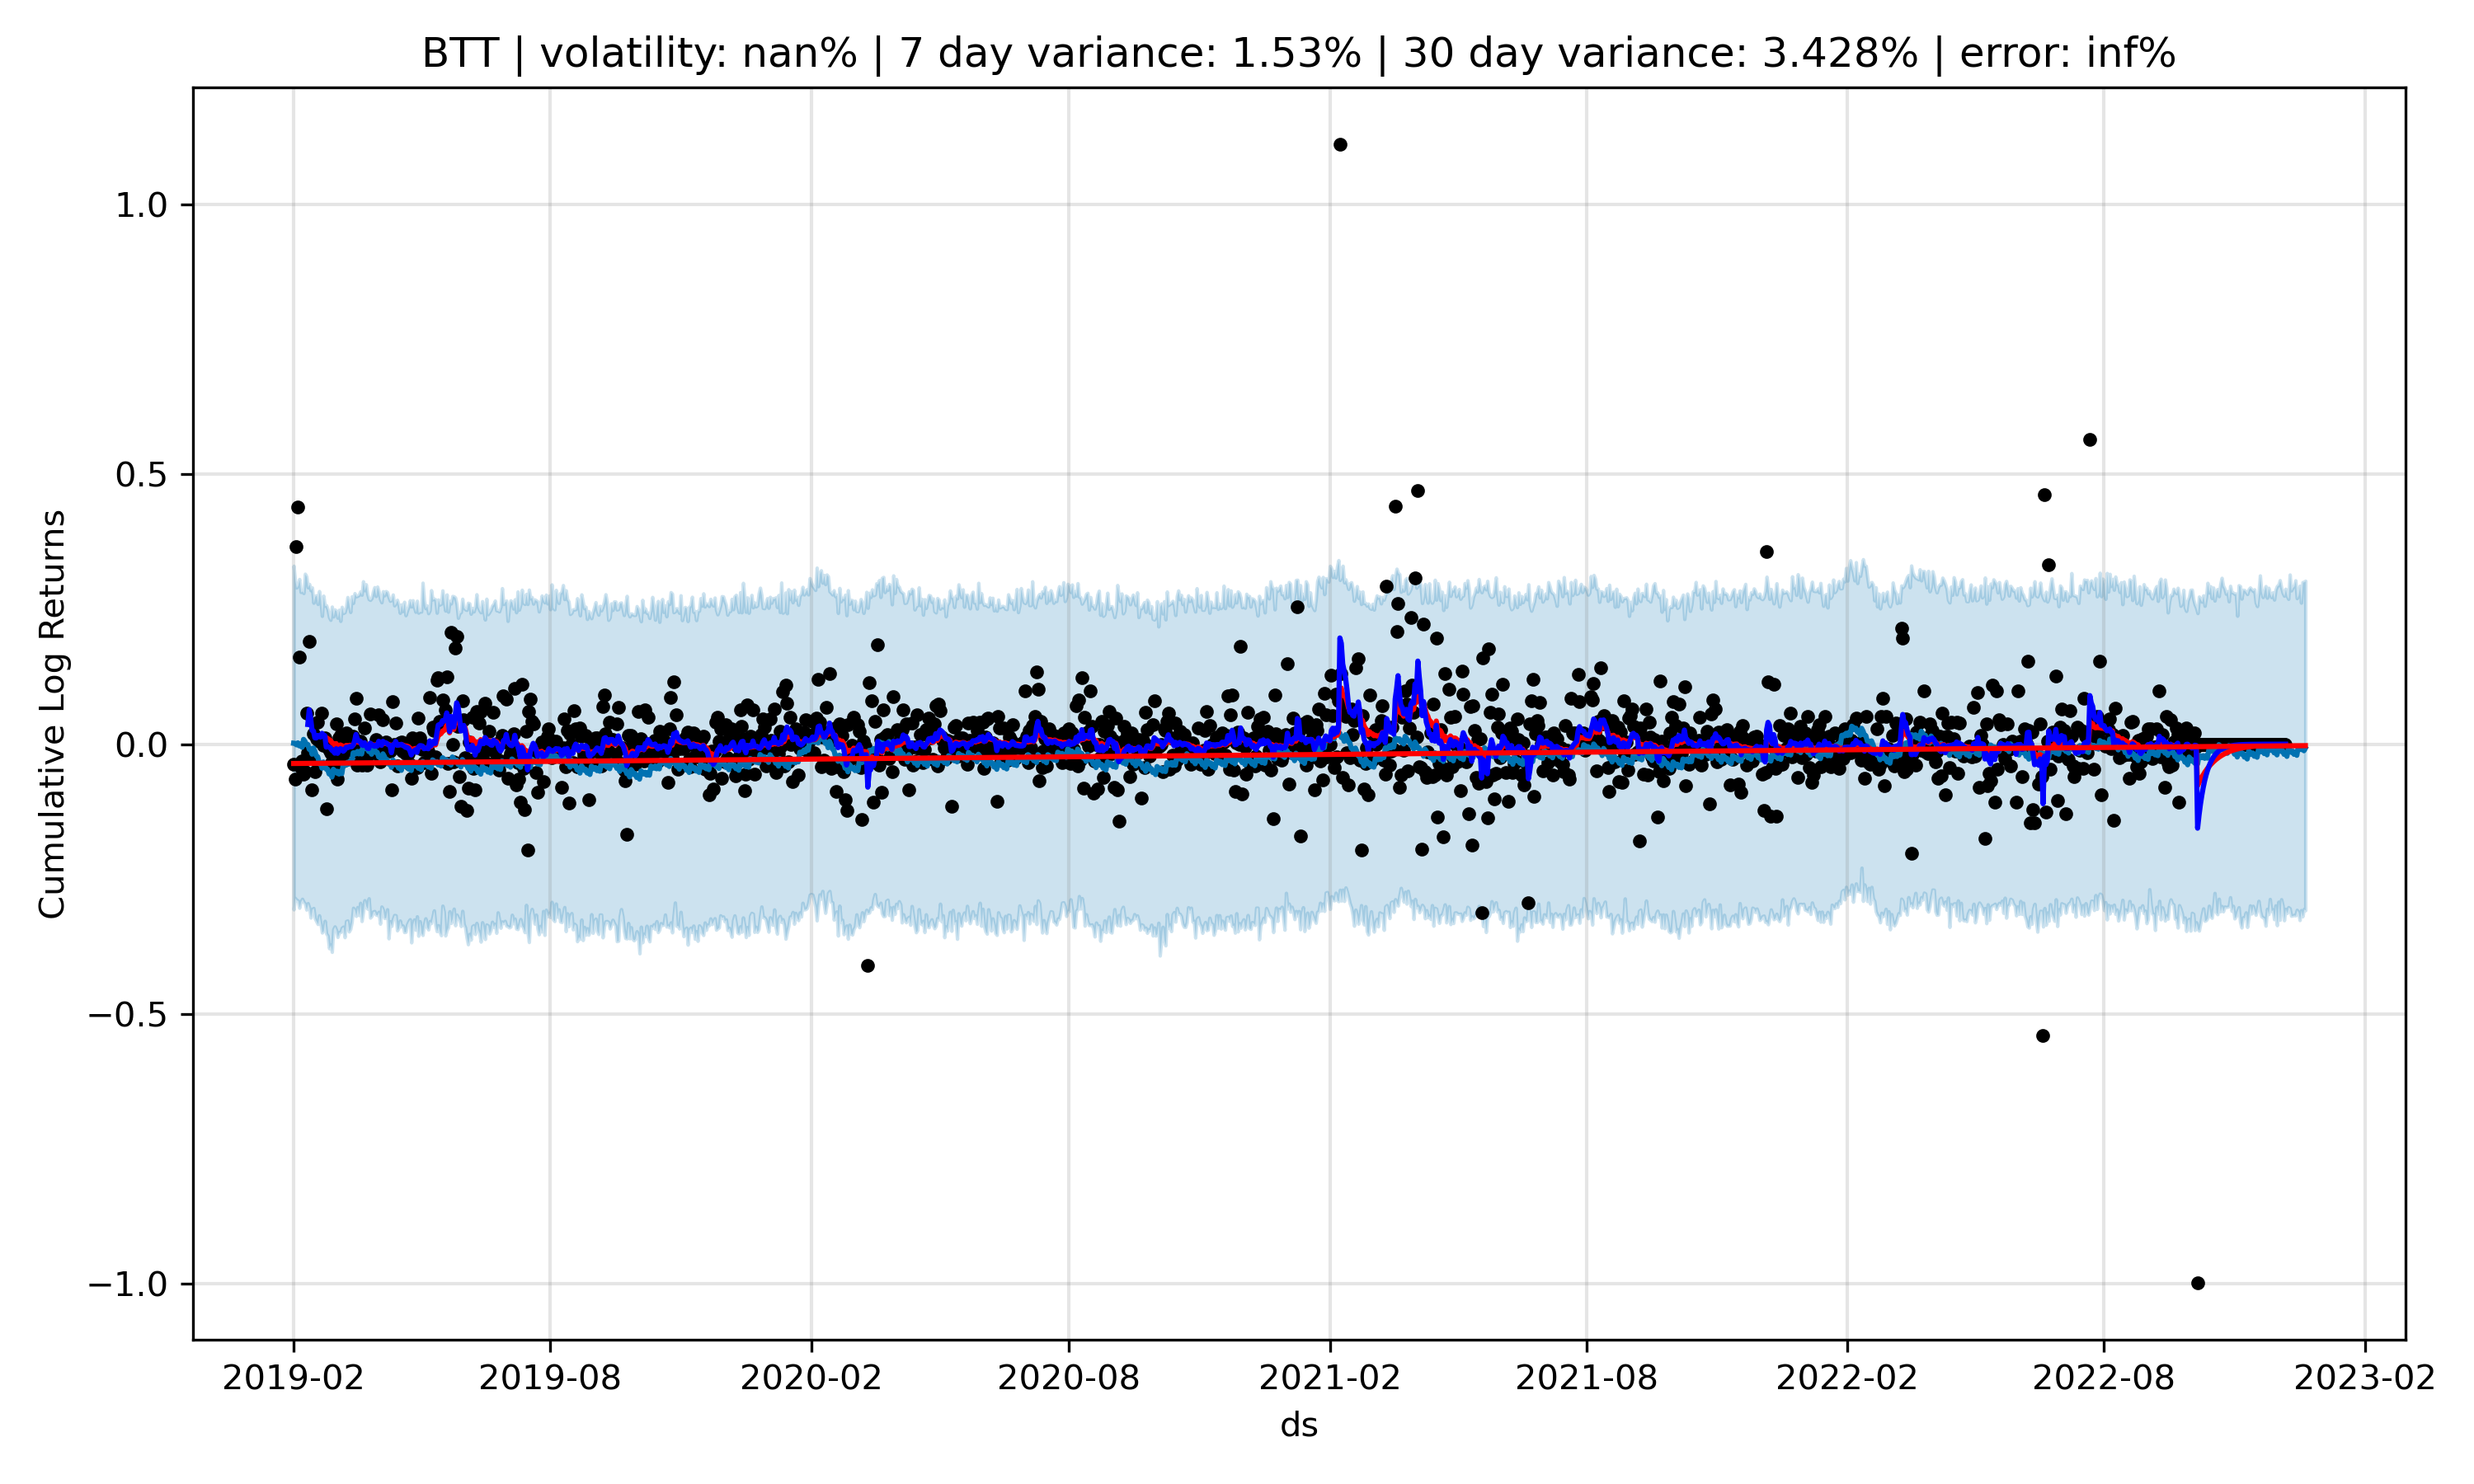 BTT | volatility: nan% | 7 day variance: 1.53% | 30 day variance: 3.428% | error: inf%
Cumulative Log Returns
1.0
0.5
0.0
−0.5
−1.0
2019-02 2019-08 2020-02 2020-08 2021-02 2021-08 2022-02 2022-08 2023-02
ds